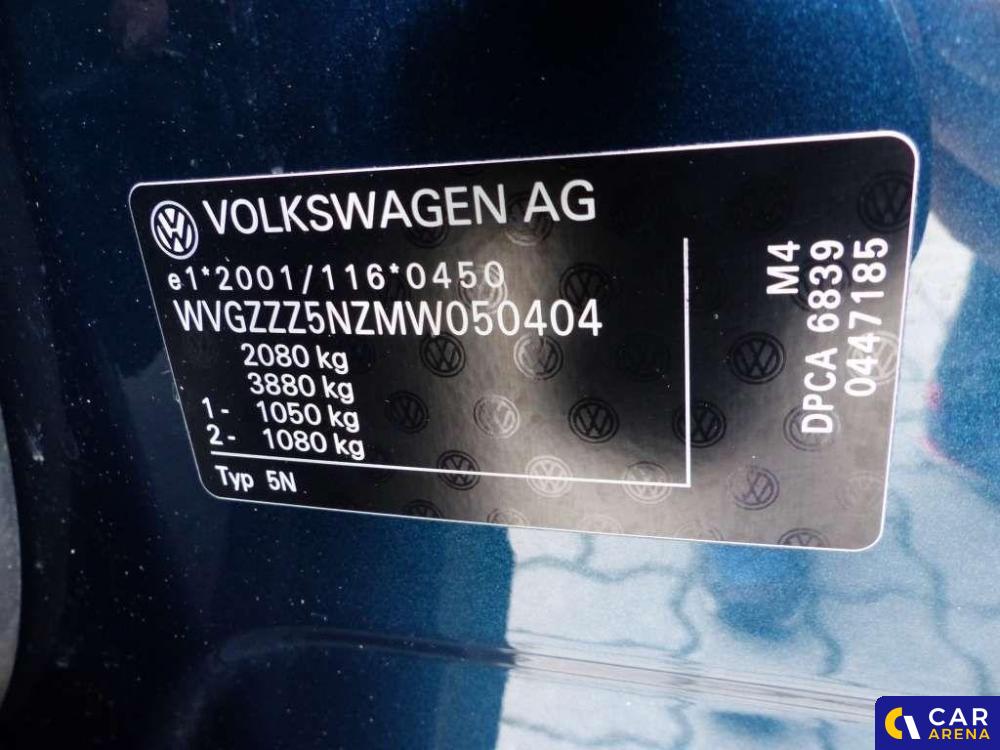 VOLKSWAGEN AG
e1*2001/116*0450
WVGZZZ5NZMW050404
2080 kg
3880 kg
1- 1050 kg
2- 1080 kg
Typ 5N
M4
DPCA 6839
0447185
CAR
ARENA